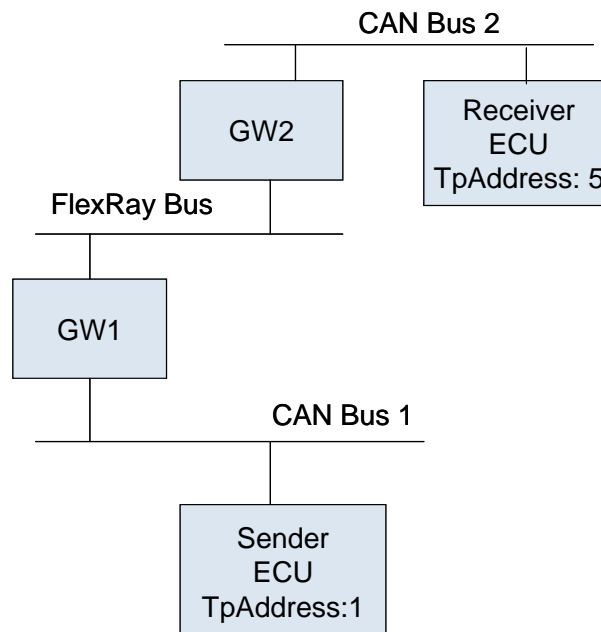 CAN Bus 2
GW2
Receiver
ECU
TpAddress: 5
FlexRay Bus
GW1
CAN Bus 1
Sender
ECU
TpAddress:1